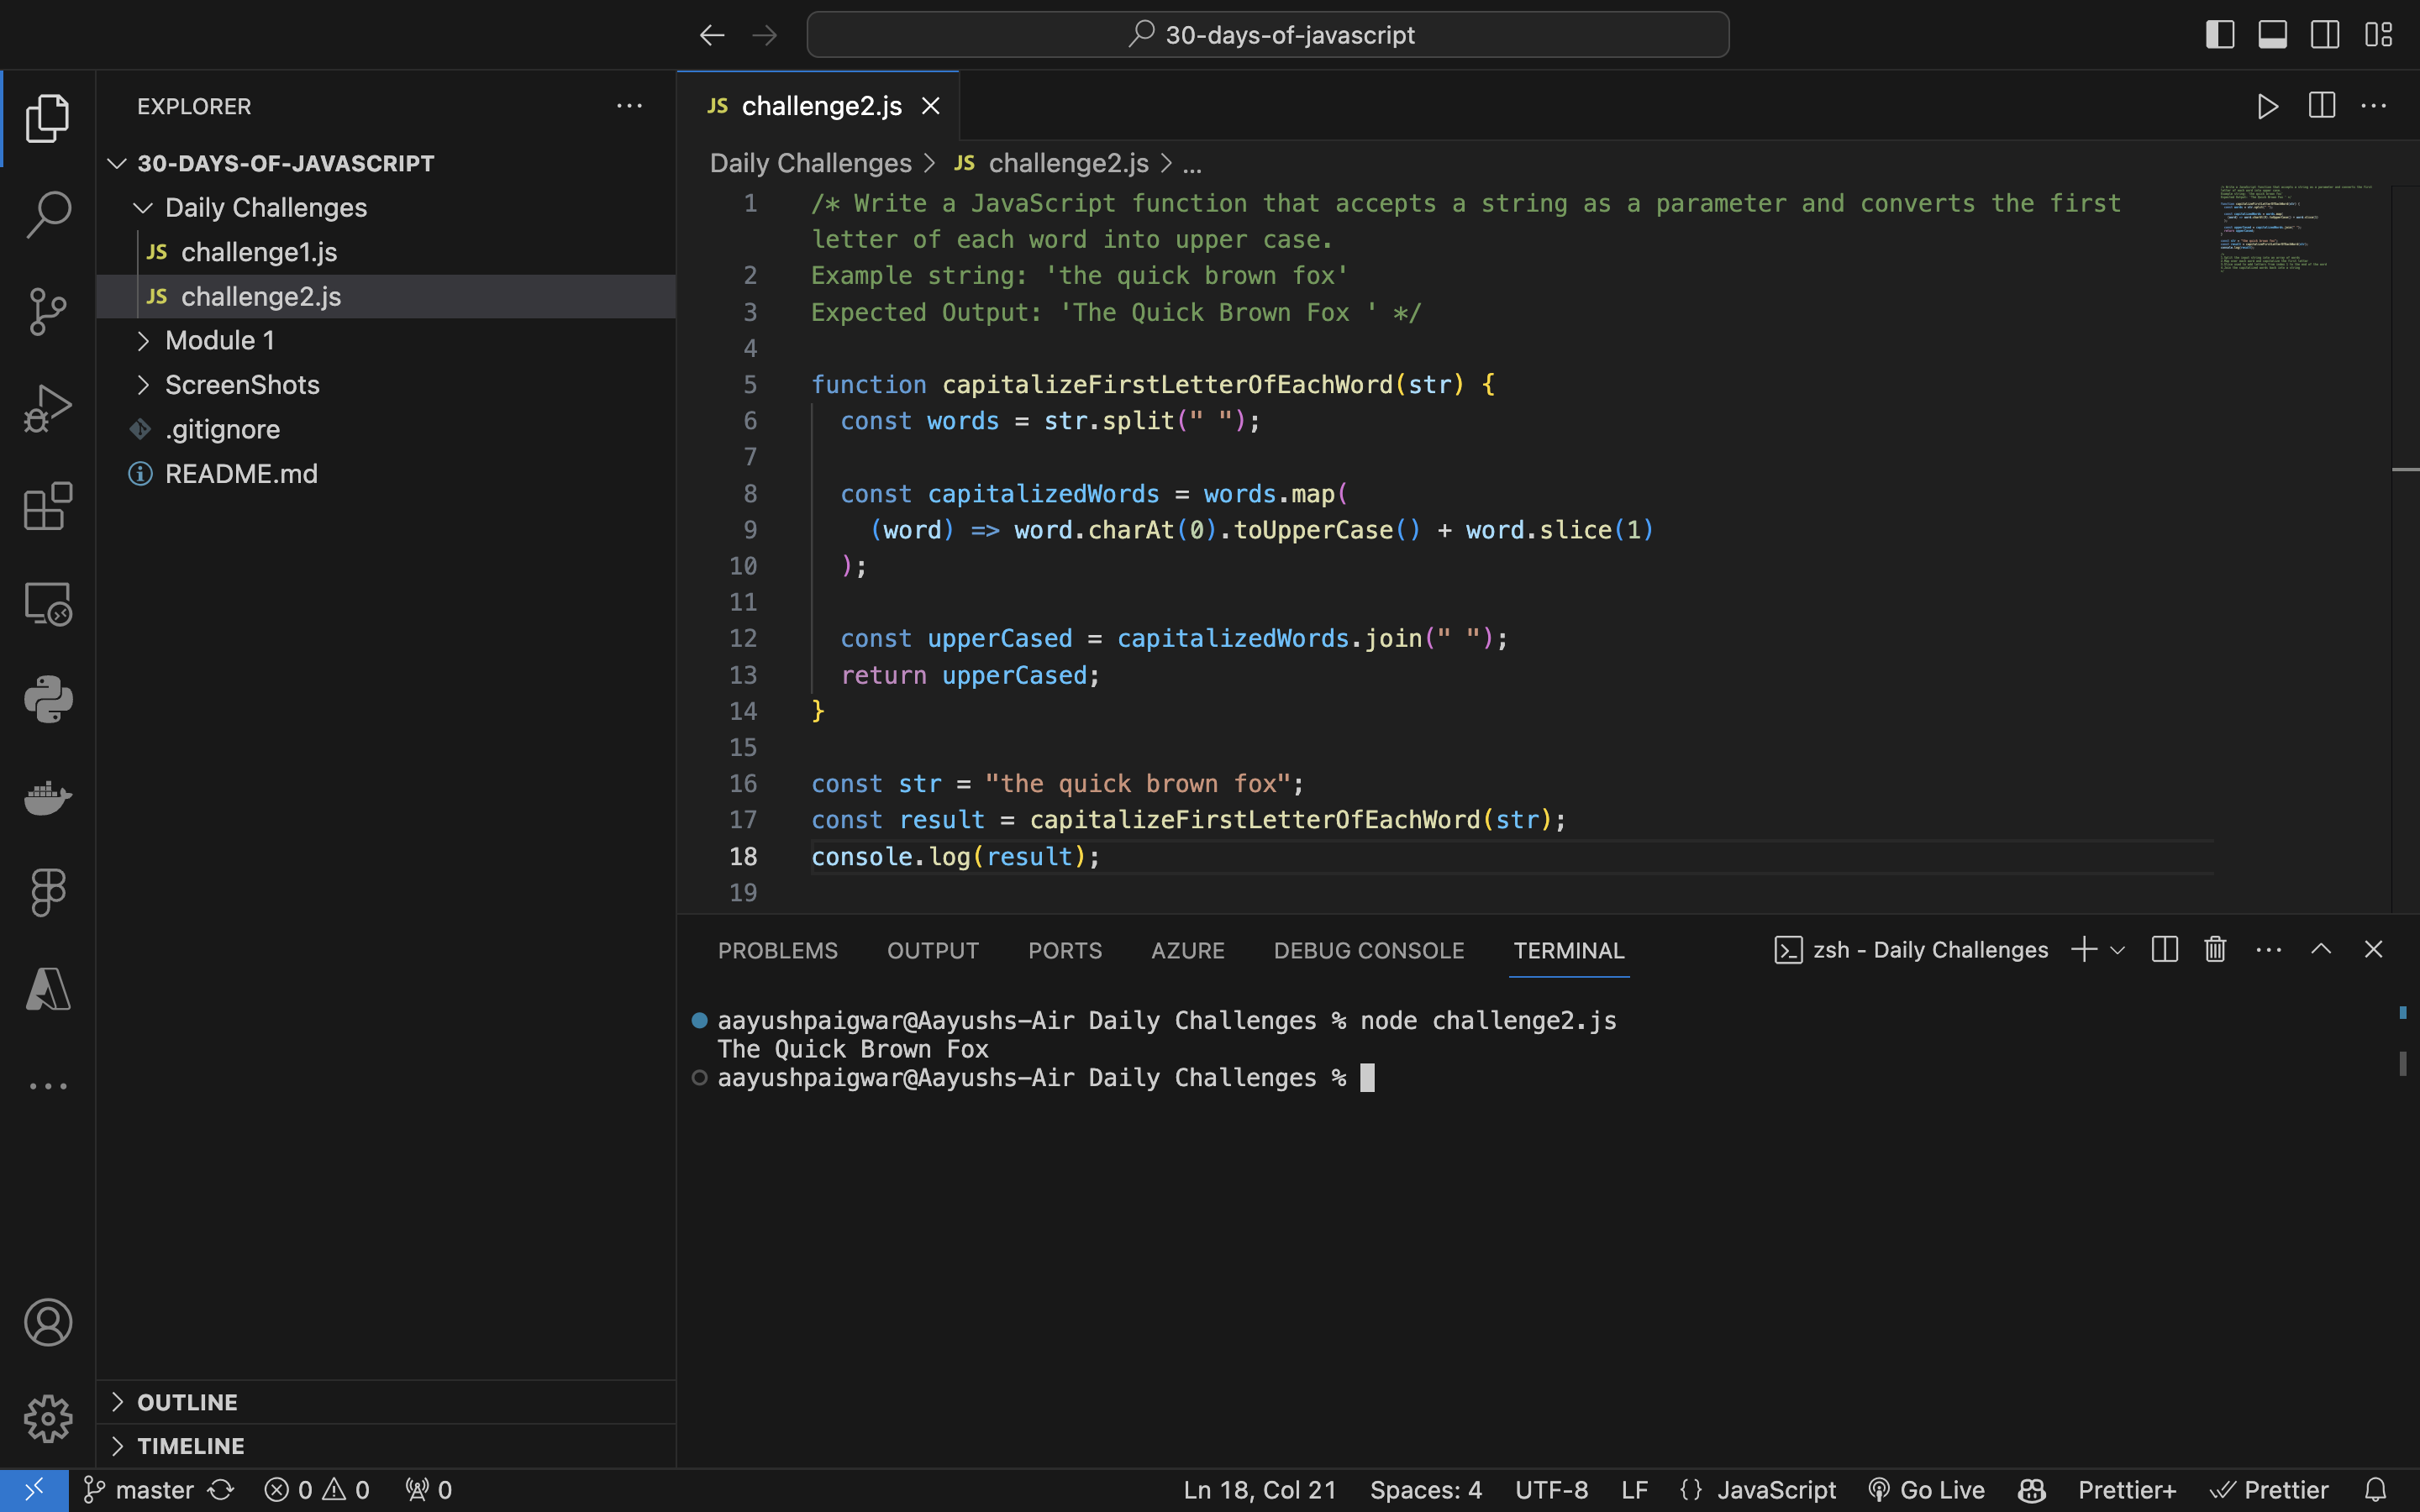 30-days-of-javascript
EXPLORER
30-DAYS-OF-JAVASCRIPT
Daily Challenges
JS challenge1.js
JS challenge2.js
Module 1
ScreenShots
.gitignore
README.md
OUTLINE
TIMELINE
JS challenge2.js
Daily Challenges > JS challenge2.js > ...
1 /* Write a JavaScript function that accepts a string as a parameter and converts the first
letter of each word into upper case.
2 Example string: 'the quick brown fox'
3 Expected Output: 'The Quick Brown Fox ' */
4
5 function capitalizeFirstLetterOfEachWord(str) {
6 const words = str.split(" ");
7
8 const capitalizedWords = words.map(
9 (word) => word.charAt(0).toUpperCase() + word.slice(1)
10 );
11
12 const upperCased = capitalizedWords.join(" ");
13 return upperCased;
14 }
15
16 const str = "the quick brown fox";
17 const result = capitalizeFirstLetterOfEachWord(str);
18 console.log(result);
19
PROBLEMS OUTPUT PORTS AZURE DEBUG CONSOLE TERMINAL zsh - Daily Challenges
aayushpaigwar@Aayushs-Air Daily Challenges % node challenge2.js
The Quick Brown Fox
aayushpaigwar@Aayushs-Air Daily Challenges %
master 0 0 0 Ln 18, Col 21 Spaces: 4 UTF-8 LF {} JavaScript Go Live Prettier+ Prettier